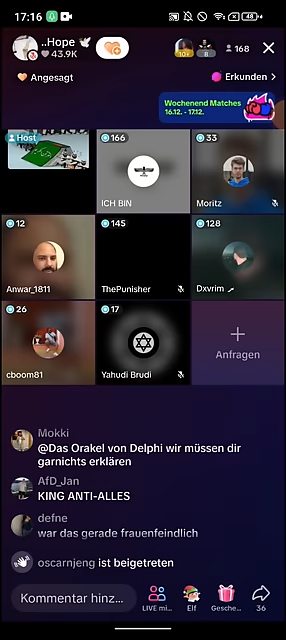 17:16
48
..Hope 🕊
43.9K
10+
8
168
Angesagt
Erkunden >
Wochenend Matches
16.12. - 17.12.
Host
166
ICH BIN
33
Moritz
12
Anwar_1811
145
ThePunisher
128
Dxvrim
26
cboom81
17
Yahudi Brudi
Anfragen
Mokki
@Das Orakel von Delphi wir müssen dir
garnichts erklären
AfD_Jan
KING ANTI-ALLES
defne
war das gerade frauenfeindlich
oscarnjeng ist beigetreten
Kommentar hinz...
LIVE mi...
Elf
Gesche...
36